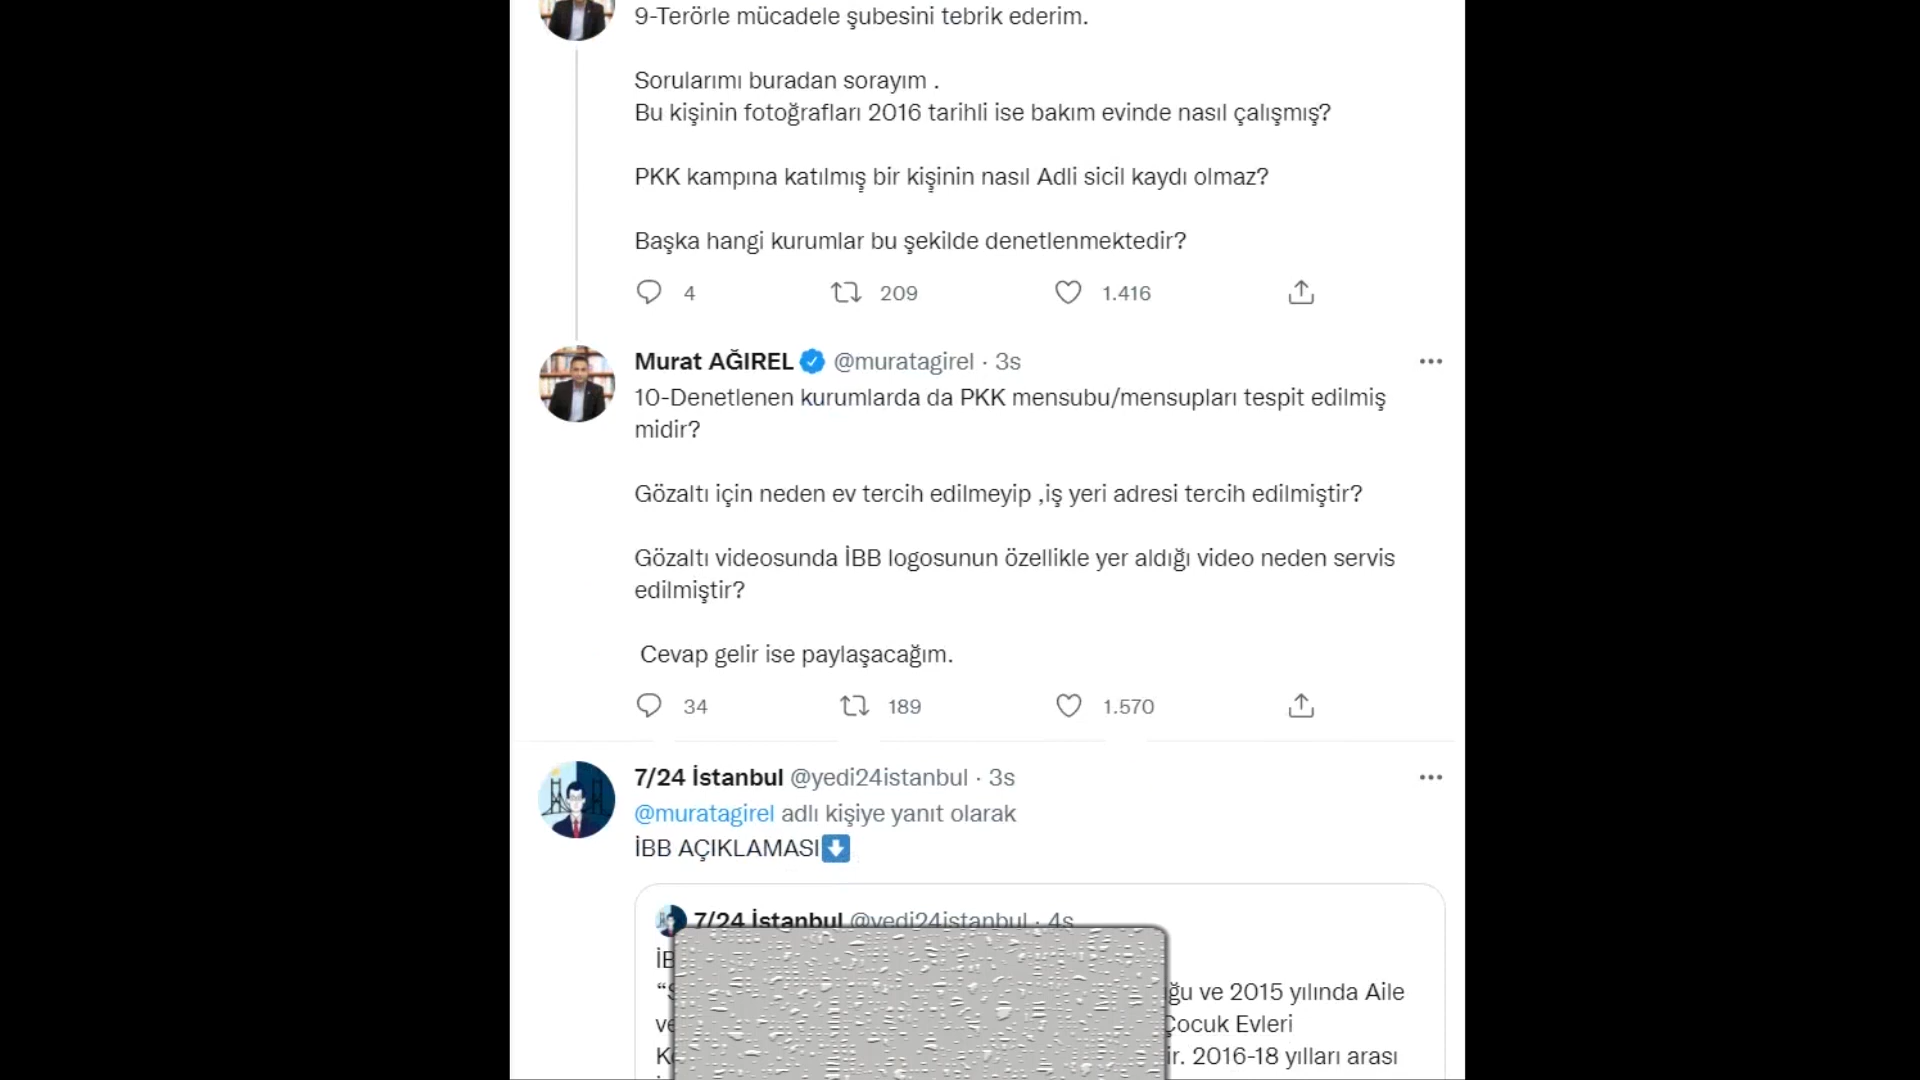 9-Terörle mücadele şubesini tebrik ederim.
Sorularımı buradan sorayım .
Bu kişinin fotoğrafları 2016 tarihli ise bakım evinde nasıl çalışmış?
PKK kampına katılmış bir kişinin nasıl Adli sicil kaydı olmaz?
Başka hangi kurumlar bu şekilde denetlenmektedir?
4 209 1.416
Murat AĞIREL @muratagirel · 3s
10-Denetlenen kurumlarda da PKK mensubu/mensupları tespit edilmiş
midir?
Gözaltı için neden ev tercih edilmeyip ,iş yeri adresi tercih edilmiştir?
Gözaltı videosunda İBB logosunun özellikle yer aldığı video neden servis
edilmiştir?
Cevap gelir ise paylaşacağım.
34 189 1.570
7/24 İstanbul @yedi24istanbul · 3s
@muratagirel adlı kişiye yanıt olarak
İBB AÇIKLAMASI
7/24 İstanbul @yedi24istanbul · 4s
ve 2015 yılında Aile
Çocuk Evleri
2016-18 yılları arası